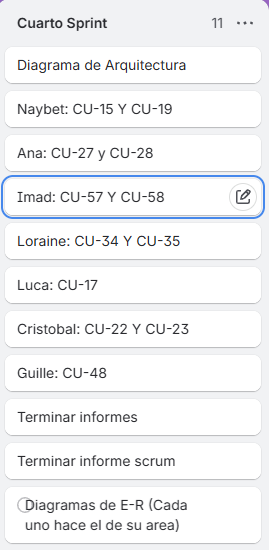 Cuarto Sprint 11
Diagrama de Arquitectura
Naybet: CU-15 Y CU-19
Ana: CU-27 y CU-28
Imad: CU-57 Y CU-58
Loraine: CU-34 Y CU-35
Luca: CU-17
Cristobal: CU-22 Y CU-23
Guille: CU-48
Terminar informes
Terminar informe scrum
Diagramas de E-R (Cada
uno hace el de su area)